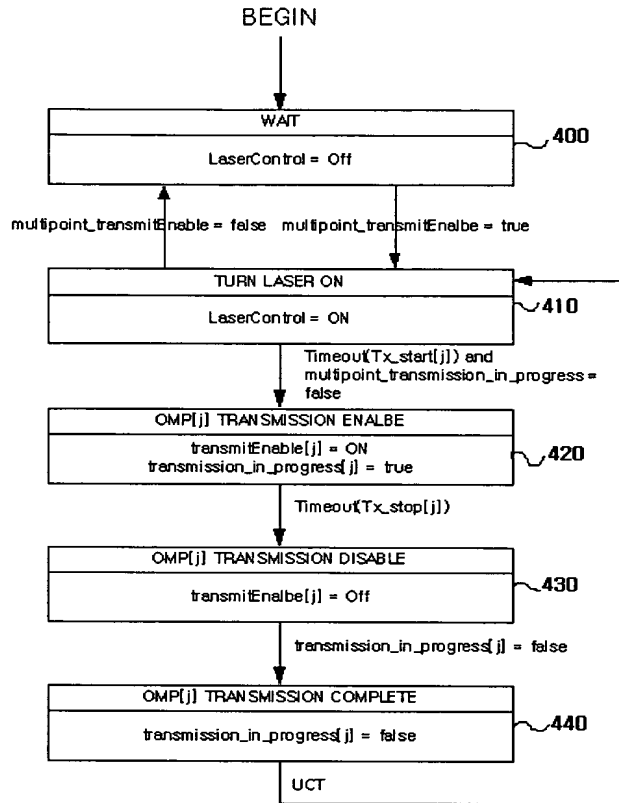 BEGIN
WAIT
400
LaserControl = Off
multipoint_transmitEnable = false
multipoint_transmitEnalbe = true
TURN LASER ON
410
LaserControl = ON
Timeout(Tx_start[j]) and
multipoint_transmission_in_progress =
false
OMP[j] TRANSMISSION ENALBE
transmitEnable[j] = ON
transmission_in_progress[j] = true
420
Timeout(Tx_stop[j])
OMP[j] TRANSMISSION DISABLE
430
transmitEnalbe[j] = Off
transmission_in_progress[j] = false
OMP[j] TRANSMISSION COMPLETE
440
transmission_in_progress[j] = false
UCT